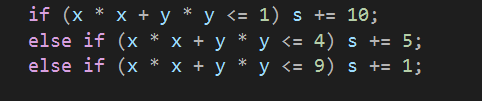 if (x * x + y * y <= 1) s += 10;
else if (x * x + y * y <= 4) s += 5;
else if (x * x + y * y <= 9) s += 1;